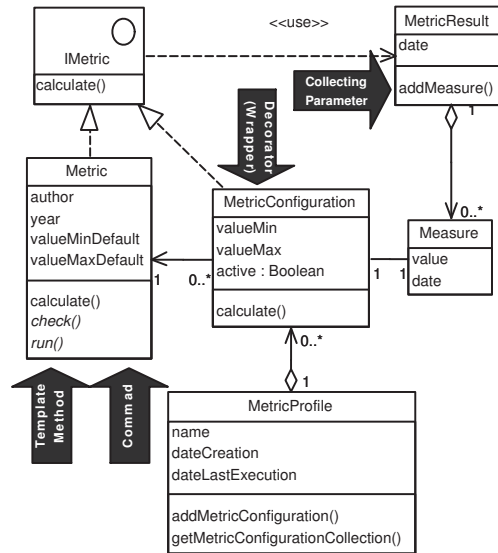 <<use>>
IMetric
calculate()
MetricResult
date
addMeasure()
Collecting
Parameter
1
Decorator
(Wrapper)
Metric
author
year
valueMinDefault
valueMaxDefault
calculate()
check()
run()
1
0..*
MetricConfiguration
valueMin
valueMax
active : Boolean
calculate()
1
1
0..*
Measure
value
date
0..*
1
Template
Method
Commad
MetricProfile
name
dateCreation
dateLastExecution
addMetricConfiguration()
getMetricConfigurationCollection()